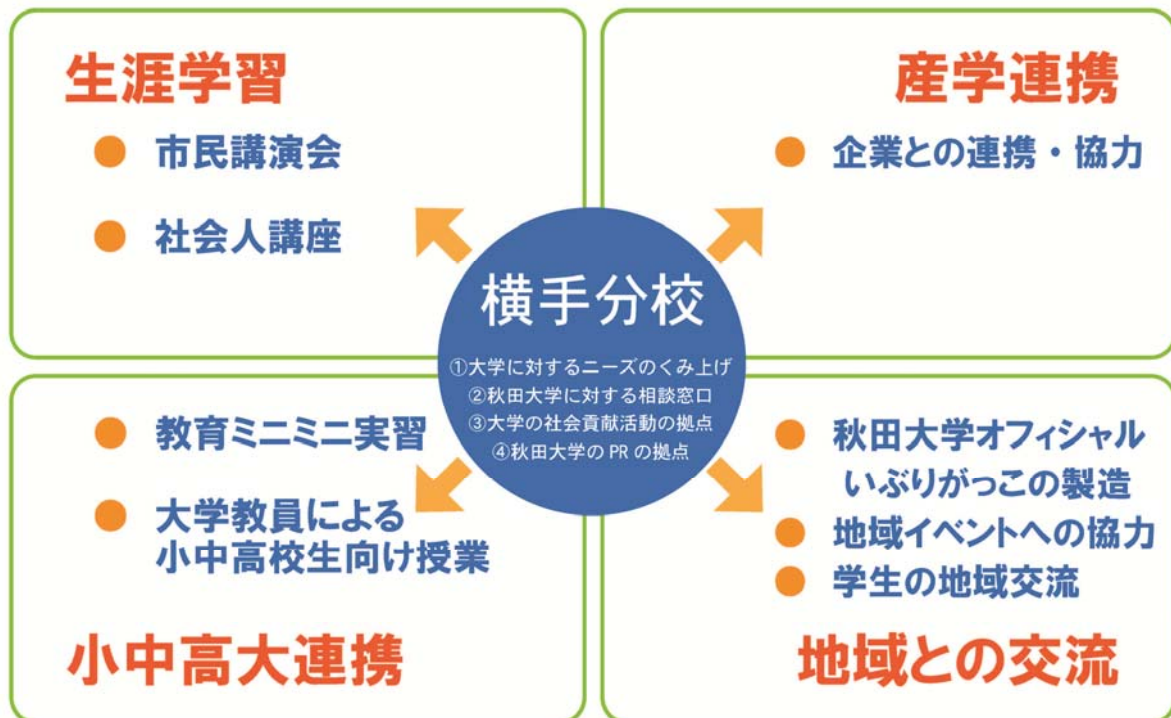 生涯学習
● 市民講演会
● 社会人講座
産学連携
● 企業との連携・協力
横手分校
①大学に対するニーズのくみ上げ
②秋田大学に対する相談窓口
③大学の社会貢献活動の拠点
④秋田大学のPRの拠点
● 教育ミニミニ実習
● 大学教員による
小中高校生向け授業
小中高大連携
● 秋田大学オフィシャル
いぶりがっこの製造
● 地域イベントへの協力
● 学生の地域交流
地域との交流